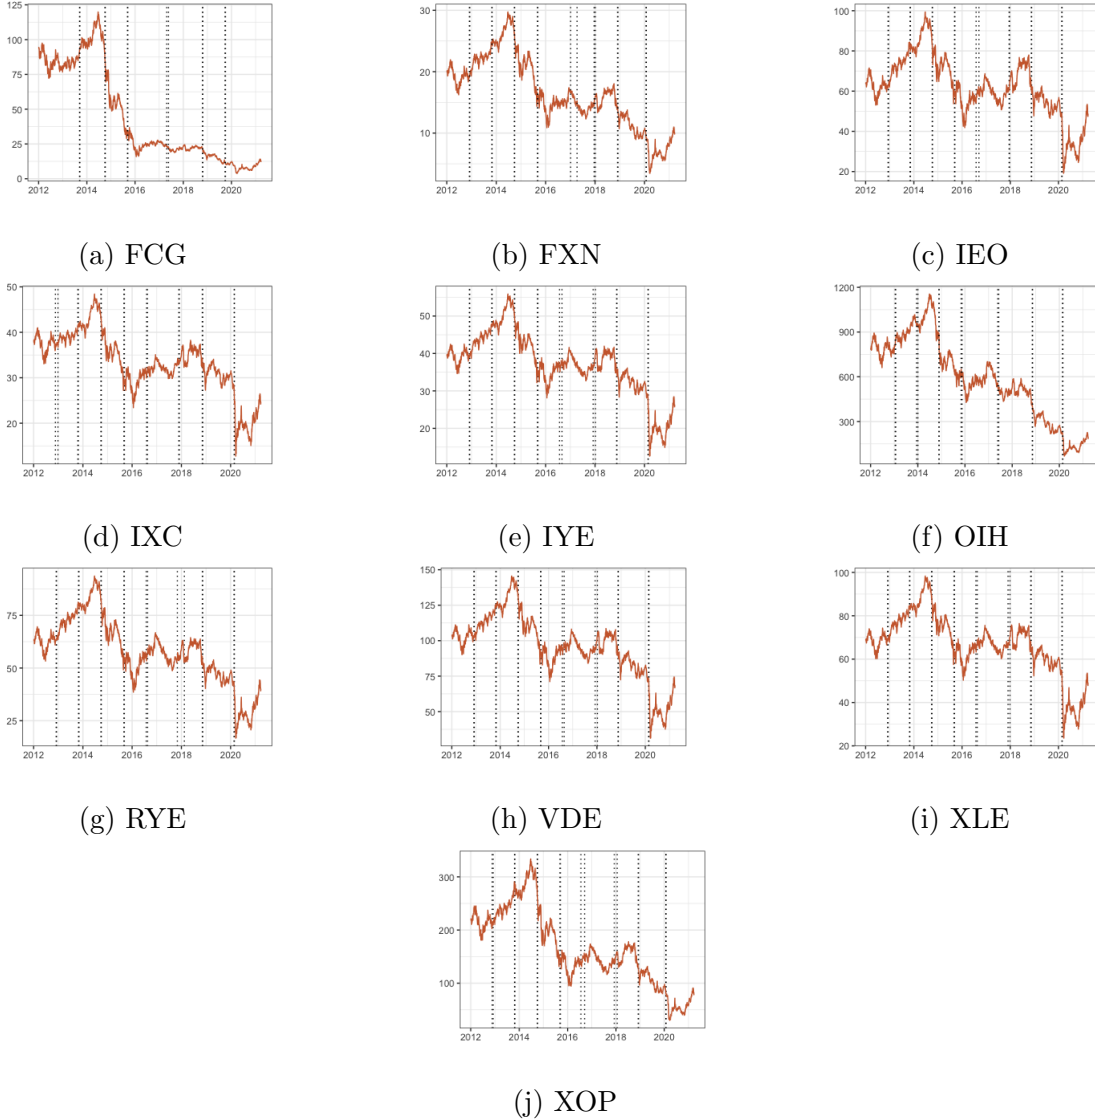 125
100
75
50
25
0
2012 2014 2016 2018 2020
(a) FCG
30
20
10
2012 2014 2016 2018 2020
(b) FXN
100
80
60
40
20
2012 2014 2016 2018 2020
(c) IEO
50
40
30
20
2012 2014 2016 2018 2020
(d) IXC
50
40
30
20
2012 2014 2016 2018 2020
(e) IYE
1200
900
600
300
2012 2014 2016 2018 2020
(f) OIH
75
50
25
2012 2014 2016 2018 2020
(g) RYE
150
125
100
75
50
2012 2014 2016 2018 2020
(h) VDE
100
80
60
40
20
2012 2014 2016 2018 2020
(i) XLE
300
200
100
2012 2014 2016 2018 2020
(j) XOP